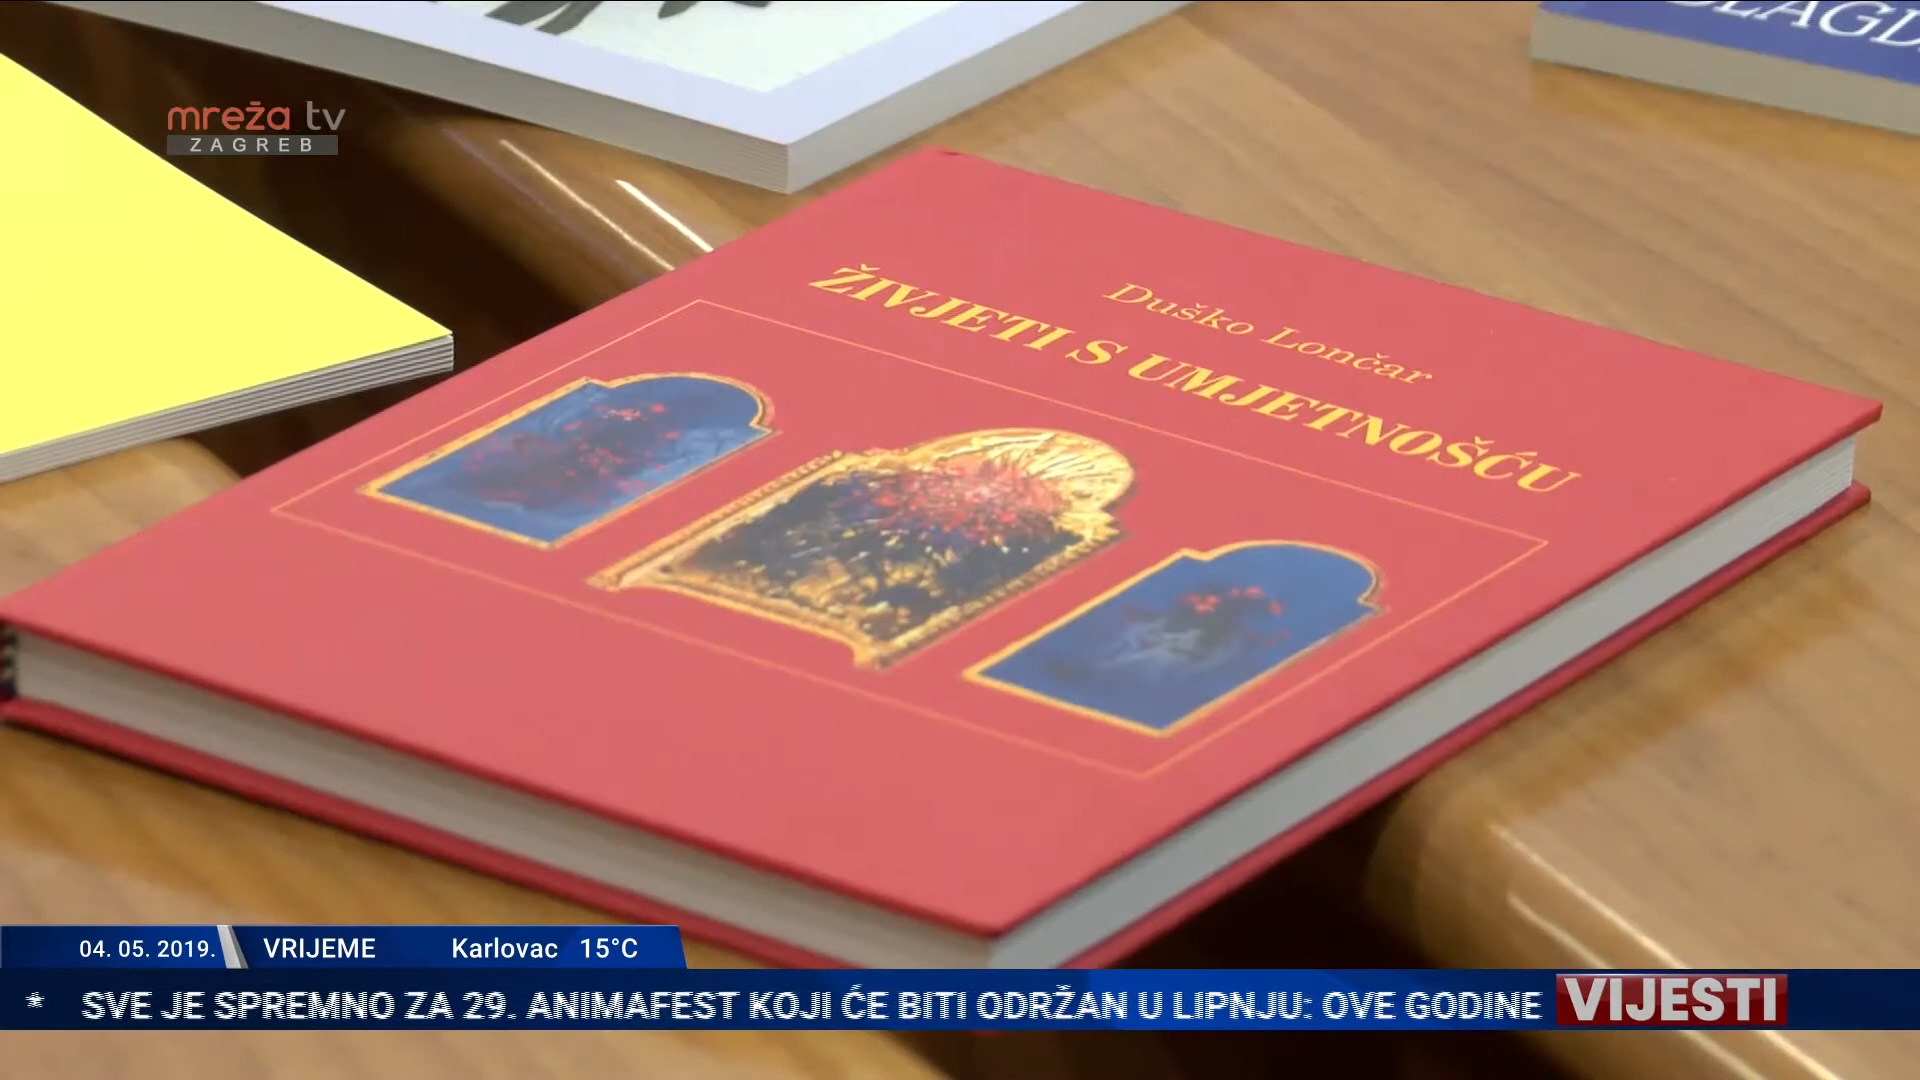 mreža tv
ZAGREB
Duško Lončar
ŽIVJETI S UMJETNOŠĆU
04. 05. 2019. VRIJEME Karlovac 15°C
* SVE JE SPREMNO ZA 29. ANIMAFEST KOJI ĆE BITI ODRŽAN U LIPNJU: OVE GODINE
VIJESTI